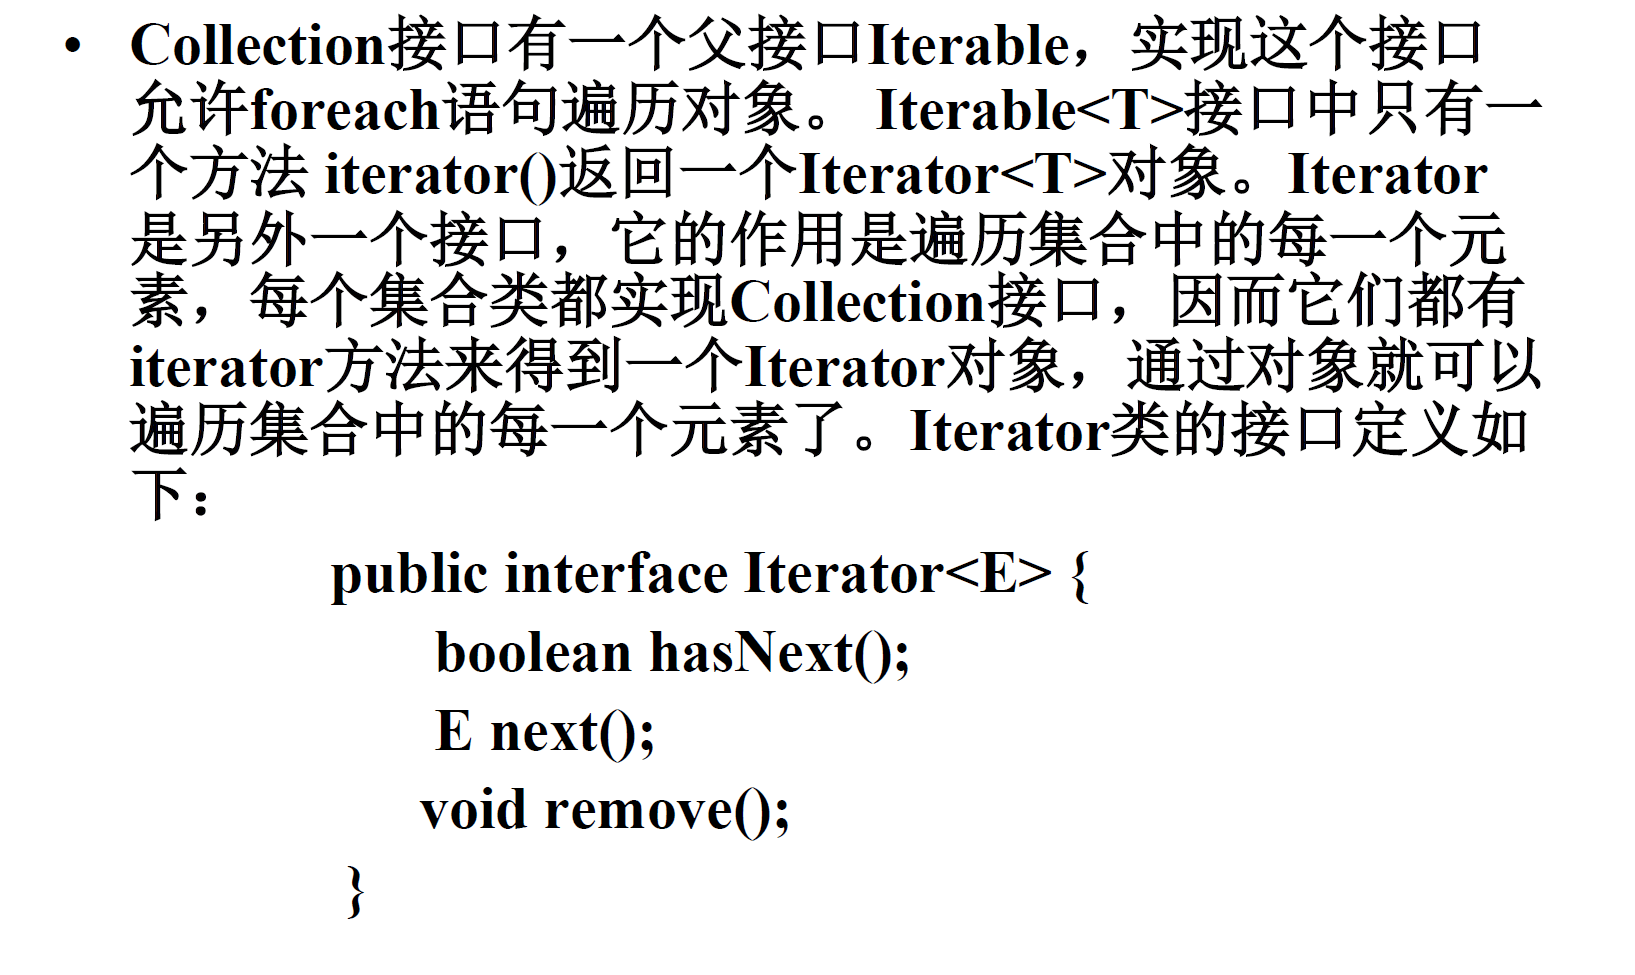 • Collection接口有一个父接口Iterable，实现这个接口
允许foreach语句遍历对象。 Iterable<T>接口中只有一
个方法 iterator()返回一个Iterator<T>对象。Iterator
是另外一个接口，它的作用是遍历集合中的每一个元
素，每个集合类都实现Collection接口，因而它们都有
iterator方法来得到一个Iterator对象，通过对象就可以
遍历集合中的每一个元素了。Iterator类的接口定义如
下：
public interface Iterator<E> {
boolean hasNext();
E next();
void remove();
}